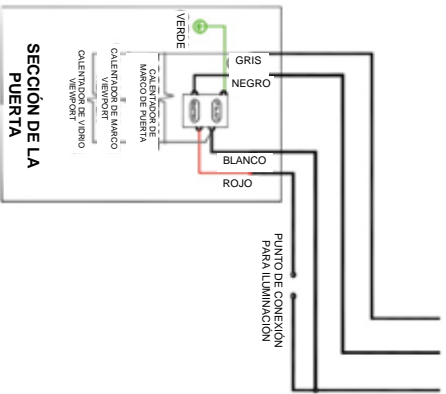 VERDE
GRIS
NEGRO
CALENTADOR DE
MARCO DE PUERTA
CALENTADOR DE MARCO
VIEWPORT
CALENTADOR DE VIDRIO
VIEWPORT
SECCIÓN DE LA
PUERTA
BLANCO
ROJO
PUNTO DE CONEXIÓN
PARA ILUMINACIÓN